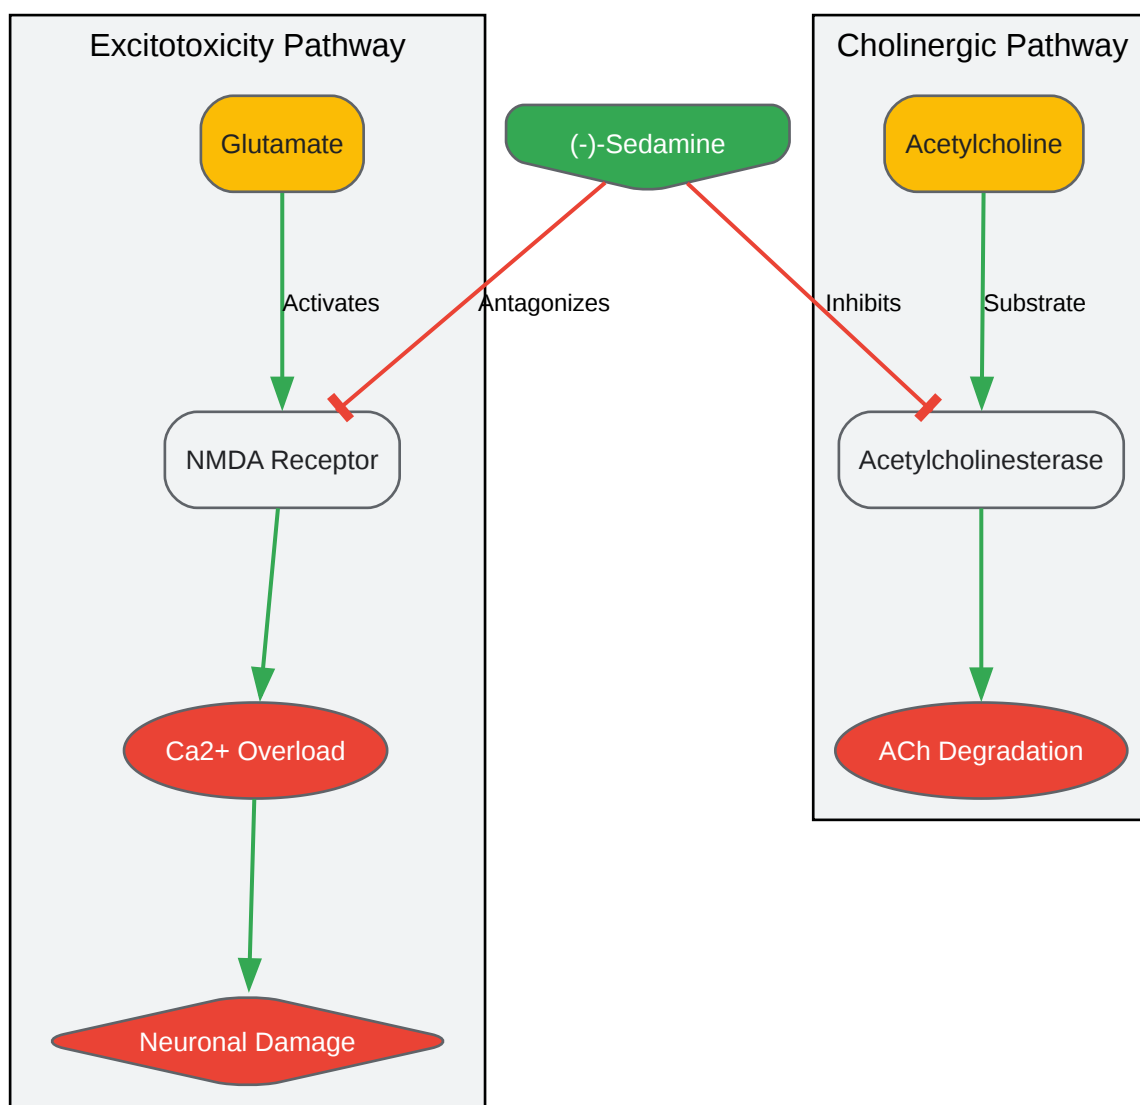 Excitotoxicity Pathway
Cholinergic Pathway
Glutamate
(-)-Sedamine
Acetylcholine
Activates
Antagonizes
Inhibits
Substrate
NMDA Receptor
Acetylcholinesterase
Ca2+ Overload
ACh Degradation
Neuronal Damage